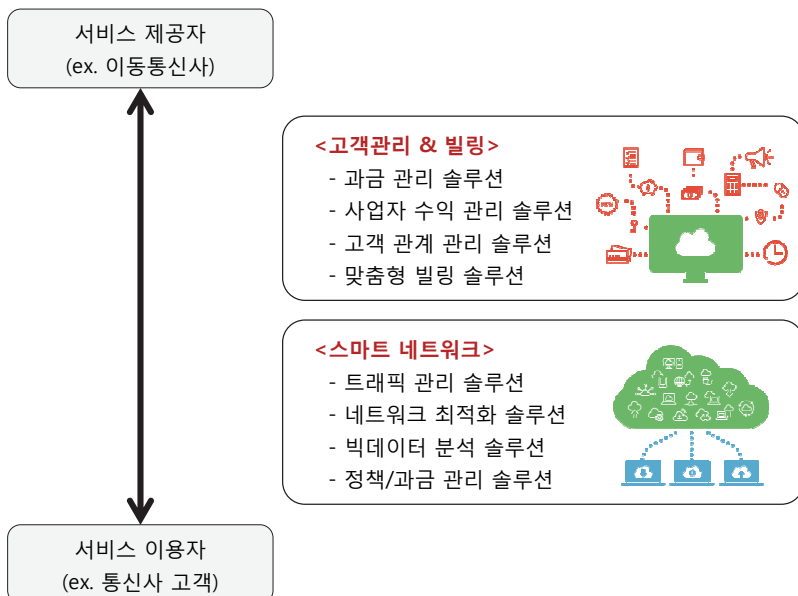 서비스 제공자
(ex. 이동통신사)
<고객관리 & 빌링>
- 과금 관리 솔루션
- 사업자 수익 관리 솔루션
- 고객 관계 관리 솔루션
- 맞춤형 빌링 솔루션
<스마트 네트워크>
- 트래픽 관리 솔루션
- 네트워크 최적화 솔루션
- 빅데이터 분석 솔루션
- 정책/과금 관리 솔루션
서비스 이용자
(ex. 통신사 고객)